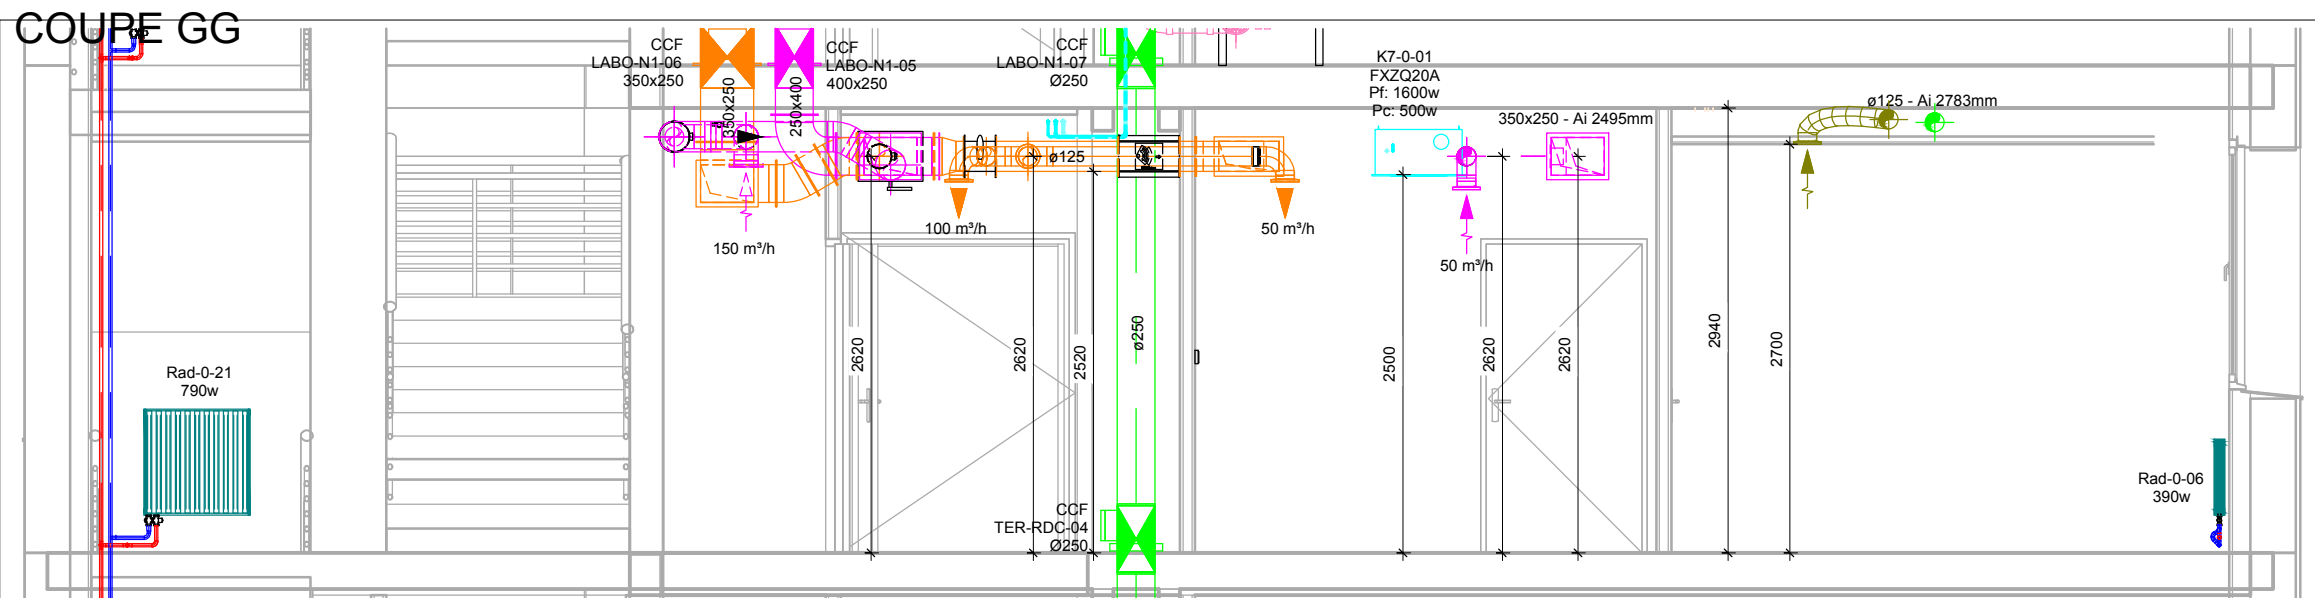 COUPE GG
CCF
LABO-N1-06
350x250
CCF
LABO-N1-05
400x250
350x250
250x400
CCF
LABO-N1-07
Ø250
K7-0-01
FXZQ20A
Pf: 1600w
Pc: 500w
350x250 - Ai 2495mm
ø125 - Ai 2783mm
ø125
150 m³/h
100 m³/h
50 m³/h
50 m³/h
2620
2620
2520
ø250
2500
2620
2620
2940
2700
Rad-0-21
790w
CCF
TER-RDC-04
Ø250
Rad-0-06
390w